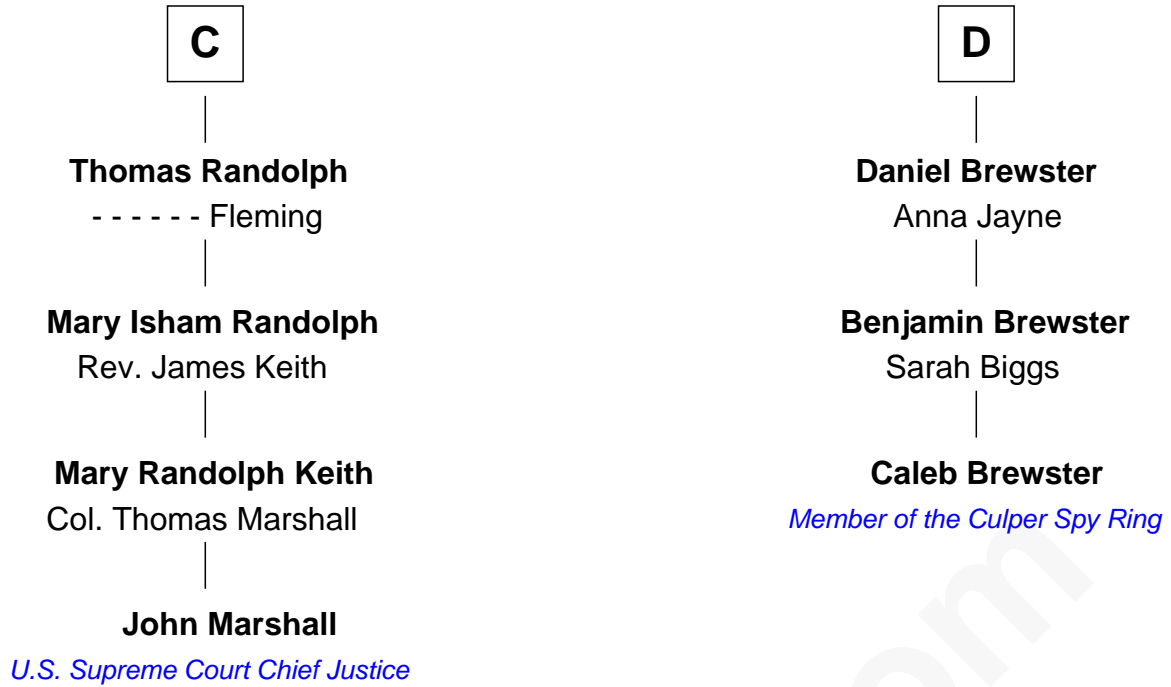 C
Thomas Randolph
- - - - - - Fleming
Mary Isham Randolph
Rev. James Keith
Mary Randolph Keith
Col. Thomas Marshall
John Marshall
U.S. Supreme Court Chief Justice
D
Daniel Brewster
Anna Jayne
Benjamin Brewster
Sarah Biggs
Caleb Brewster
Member of the Culper Spy Ring
om